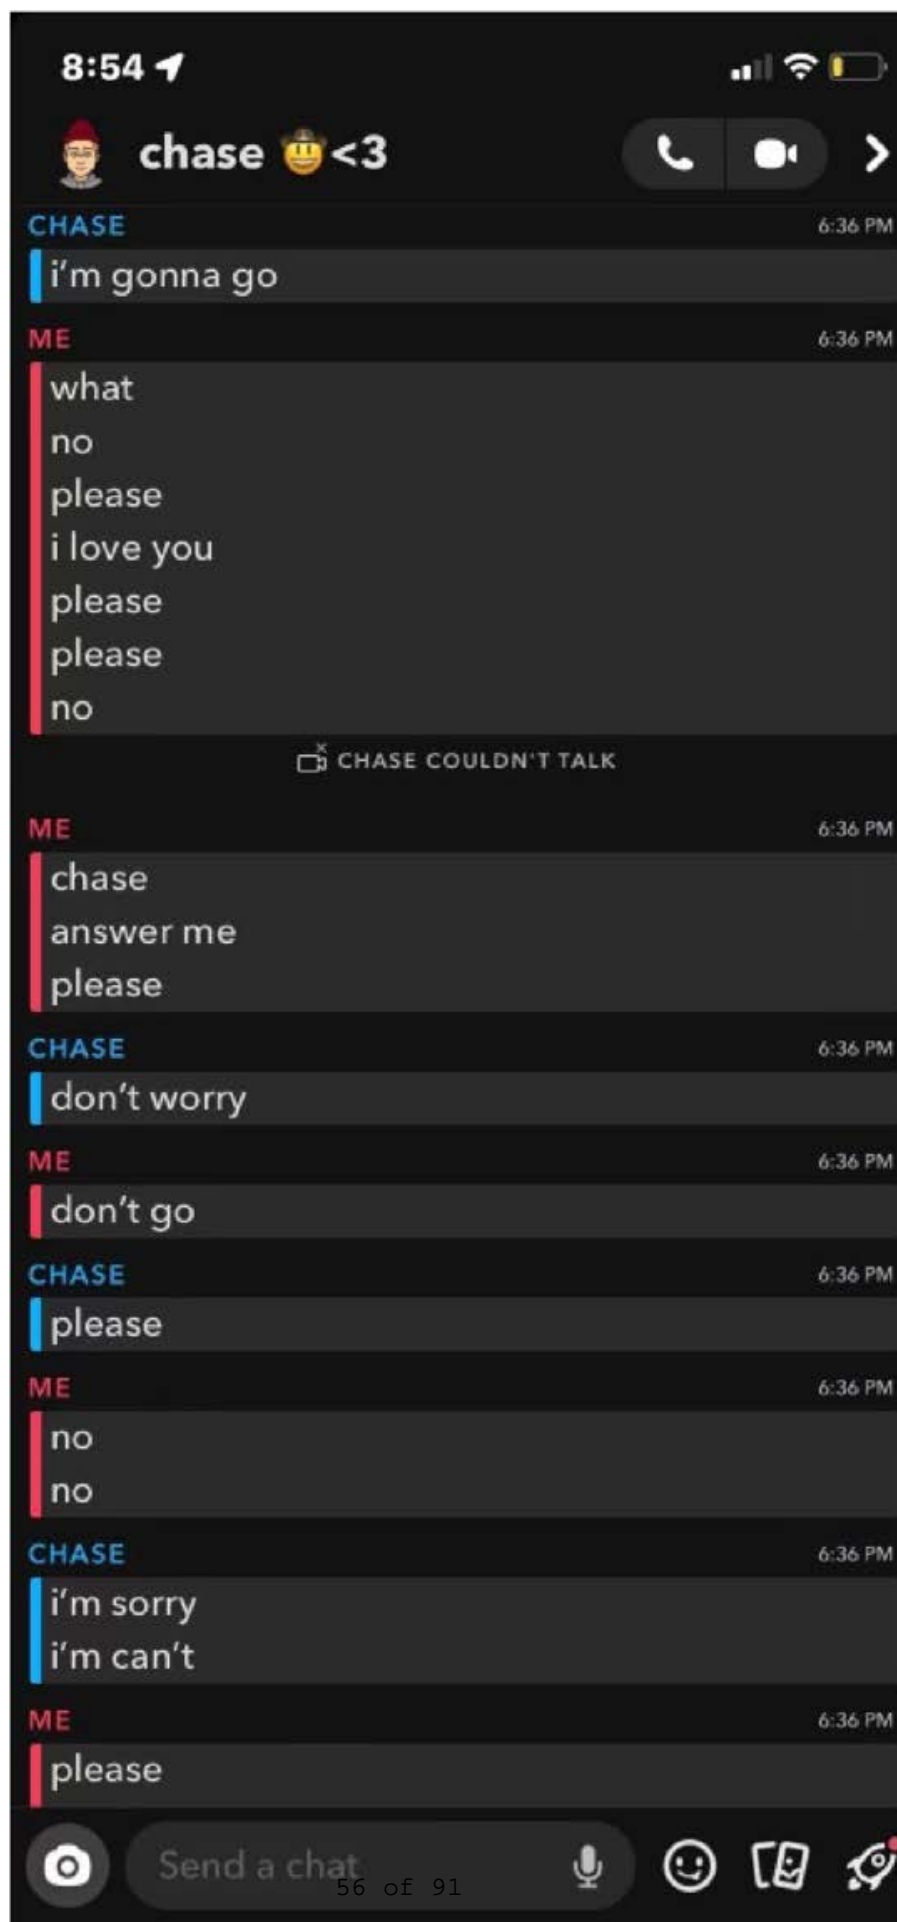 8:54
chase 🤠<3
CHASE 6:36 PM
i'm gonna go
ME 6:36 PM
what
no
please
i love you
please
please
no
CHASE COULDN'T TALK
ME 6:36 PM
chase
answer me
please
CHASE 6:36 PM
don't worry
ME 6:36 PM
don't go
CHASE 6:36 PM
please
ME 6:36 PM
no
no
CHASE 6:36 PM
i'm sorry
i'm can't
ME 6:36 PM
please
Send a chat
56 of 91